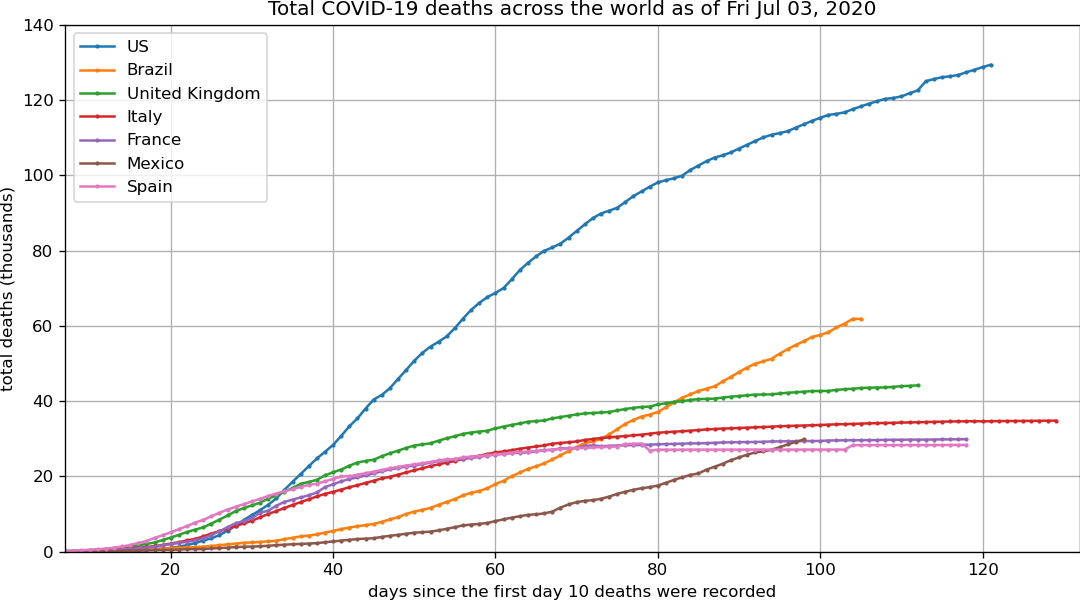 Total COVID-19 deaths across the world as of Fri Jul 03, 2020
total deaths (thousands)
140
120
100
80
60
40
20
0
US
Brazil
United Kingdom
Italy
France
Mexico
Spain
20 40 60 80 100 120
days since the first day 10 deaths were recorded